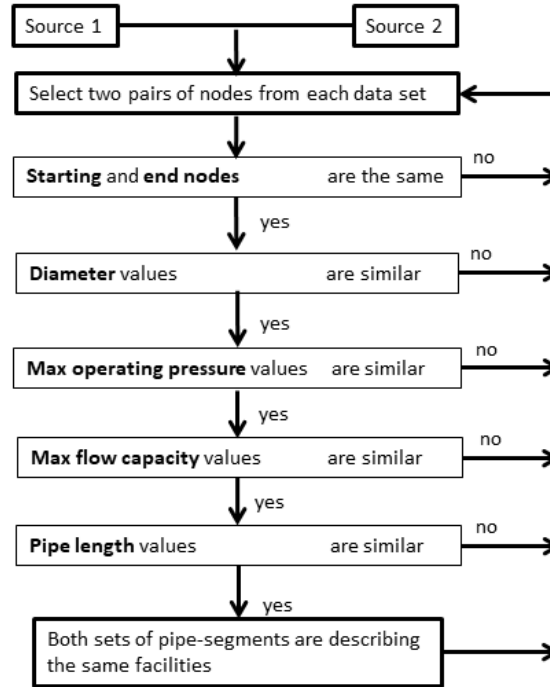 Source 1 Source 2
Select two pairs of nodes from each data set
no
Starting and end nodes are the same
yes
no
Diameter values are similar
yes
no
Max operating pressure values are similar
yes
no
Max flow capacity values are similar
yes
no
Pipe length values are similar
yes
Both sets of pipe-segments are describing
the same facilities